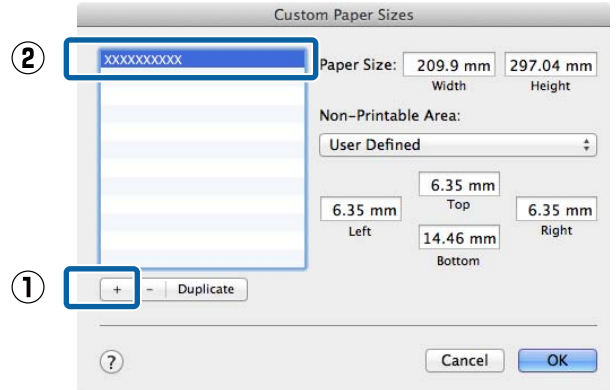 Custom Paper Sizes
② XXXXXXXXXX
Paper Size: 209.9 mm 297.04 mm
Width Height
Non-Printable Area:
User Defined
6.35 mm
Top
6.35 mm 6.35 mm
Left Right
14.46 mm
Bottom
① + - Duplicate
? Cancel OK